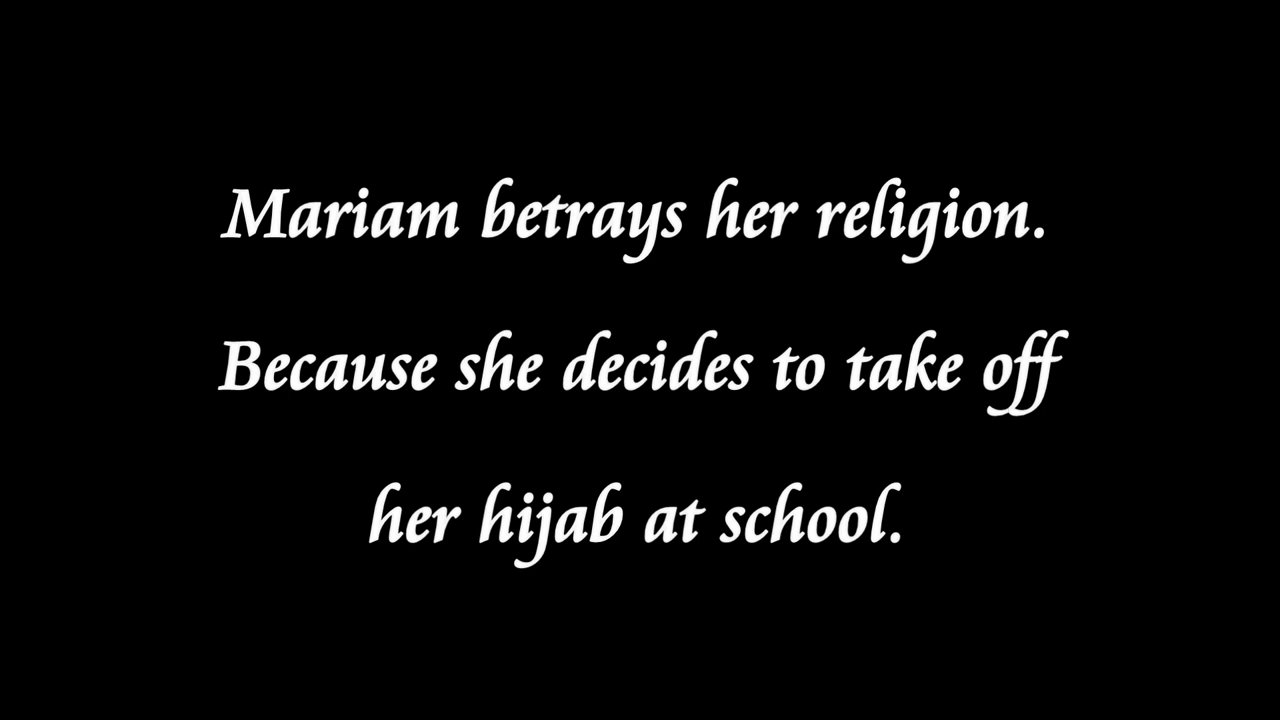 Mariam betrays her religion.
Because she decides to take off
her hijab at school.